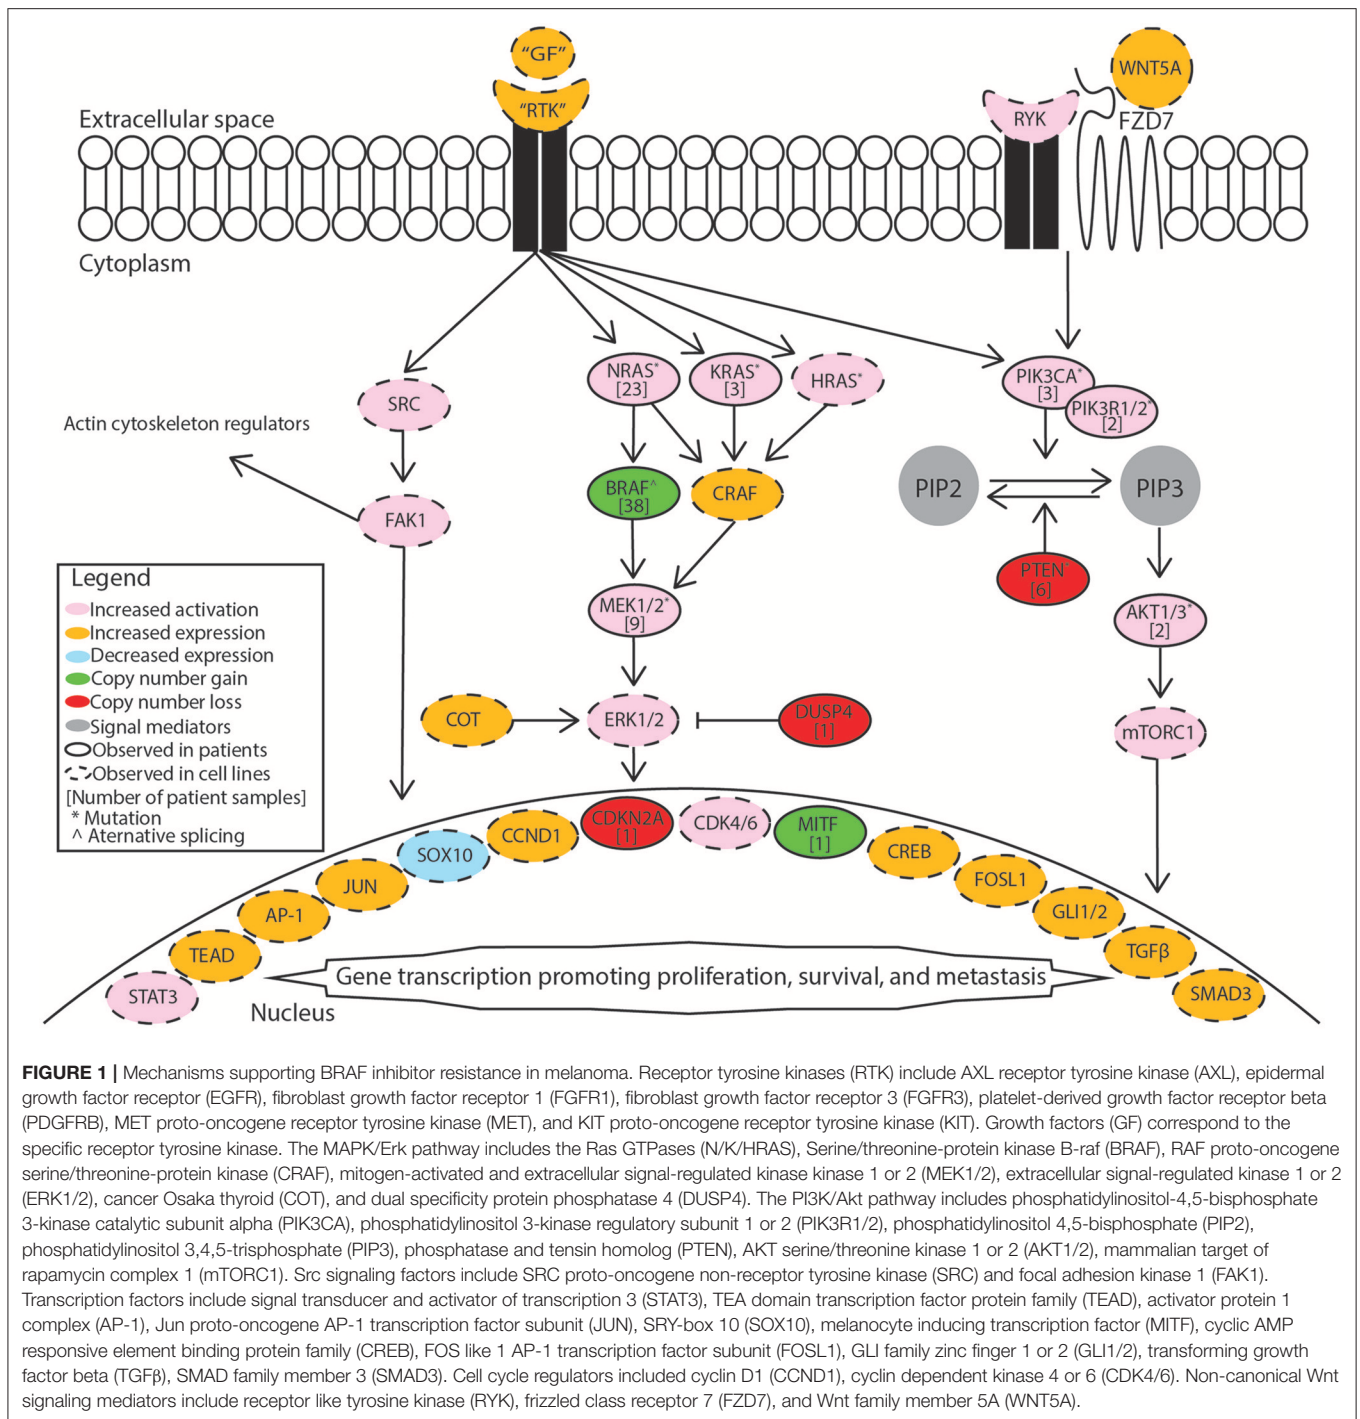 "GF"
WNT5A
"RTK"
RYK
FZD7
Extracellular space
Cytoplasm
NRAS*
[23]
KRAS*
[3]
HRAS*
PIK3CA*
[3]
PIK3R1/2*
[2]
SRC
Actin cytoskeleton regulators
BRAF^
[38]
CRAF
PIP2
PIP3
FAK1
PTEN*
[6]
MEK1/2*
[9]
AKT1/3*
[2]
Legend
Increased activation
Increased expression
Decreased expression
Copy number gain
Copy number loss
Signal mediators
Observed in patients
Observed in cell lines
[Number of patient samples]
* Mutation
^ Aternative splicing
COT
ERK1/2
DUSP4
[1]
mTORC1
STAT3
TEAD
AP-1
JUN
SOX10
CCND1
CDKN2A
[1]
CDK4/6
MITF
[1]
CREB
FOSL1
GLI1/2
TGFβ
SMAD3
Gene transcription promoting proliferation, survival, and metastasis
Nucleus
FIGURE 1 | Mechanisms supporting BRAF inhibitor resistance in melanoma. Receptor tyrosine kinases (RTK) include AXL receptor tyrosine kinase (AXL), epidermal
growth factor receptor (EGFR), fibroblast growth factor receptor 1 (FGFR1), fibroblast growth factor receptor 3 (FGFR3), platelet-derived growth factor receptor beta
(PDGFRB), MET proto-oncogene receptor tyrosine kinase (MET), and KIT proto-oncogene receptor tyrosine kinase (KIT). Growth factors (GF) correspond to the
specific receptor tyrosine kinase. The MAPK/Erk pathway includes the Ras GTPases (N/K/HRAS), Serine/threonine-protein kinase B-raf (BRAF), RAF proto-oncogene
serine/threonine-protein kinase (CRAF), mitogen-activated and extracellular signal-regulated kinase kinase 1 or 2 (MEK1/2), extracellular signal-regulated kinase 1 or 2
(ERK1/2), cancer Osaka thyroid (COT), and dual specificity protein phosphatase 4 (DUSP4). The PI3K/Akt pathway includes phosphatidylinositol-4,5-bisphosphate
3-kinase catalytic subunit alpha (PIK3CA), phosphatidylinositol 3-kinase regulatory subunit 1 or 2 (PIK3R1/2), phosphatidylinositol 4,5-bisphosphate (PIP2),
phosphatidylinositol 3,4,5-trisphosphate (PIP3), phosphatase and tensin homolog (PTEN), AKT serine/threonine kinase 1 or 2 (AKT1/2), mammalian target of
rapamycin complex 1 (mTORC1). Src signaling factors include SRC proto-oncogene non-receptor tyrosine kinase (SRC) and focal adhesion kinase 1 (FAK1).
Transcription factors include signal transducer and activator of transcription 3 (STAT3), TEA domain transcription factor protein family (TEAD), activator protein 1
complex (AP-1), Jun proto-oncogene AP-1 transcription factor subunit (JUN), SRY-box 10 (SOX10), melanocyte inducing transcription factor (MITF), cyclic AMP
responsive element binding protein family (CREB), FOS like 1 AP-1 transcription factor subunit (FOSL1), GLI family zinc finger 1 or 2 (GLI1/2), transforming growth
factor beta (TGFβ), SMAD family member 3 (SMAD3). Cell cycle regulators included cyclin D1 (CCND1), cyclin dependent kinase 4 or 6 (CDK4/6). Non-canonical Wnt
signaling mediators include receptor like tyrosine kinase (RYK), frizzled class receptor 7 (FZD7), and Wnt family member 5A (WNT5A).